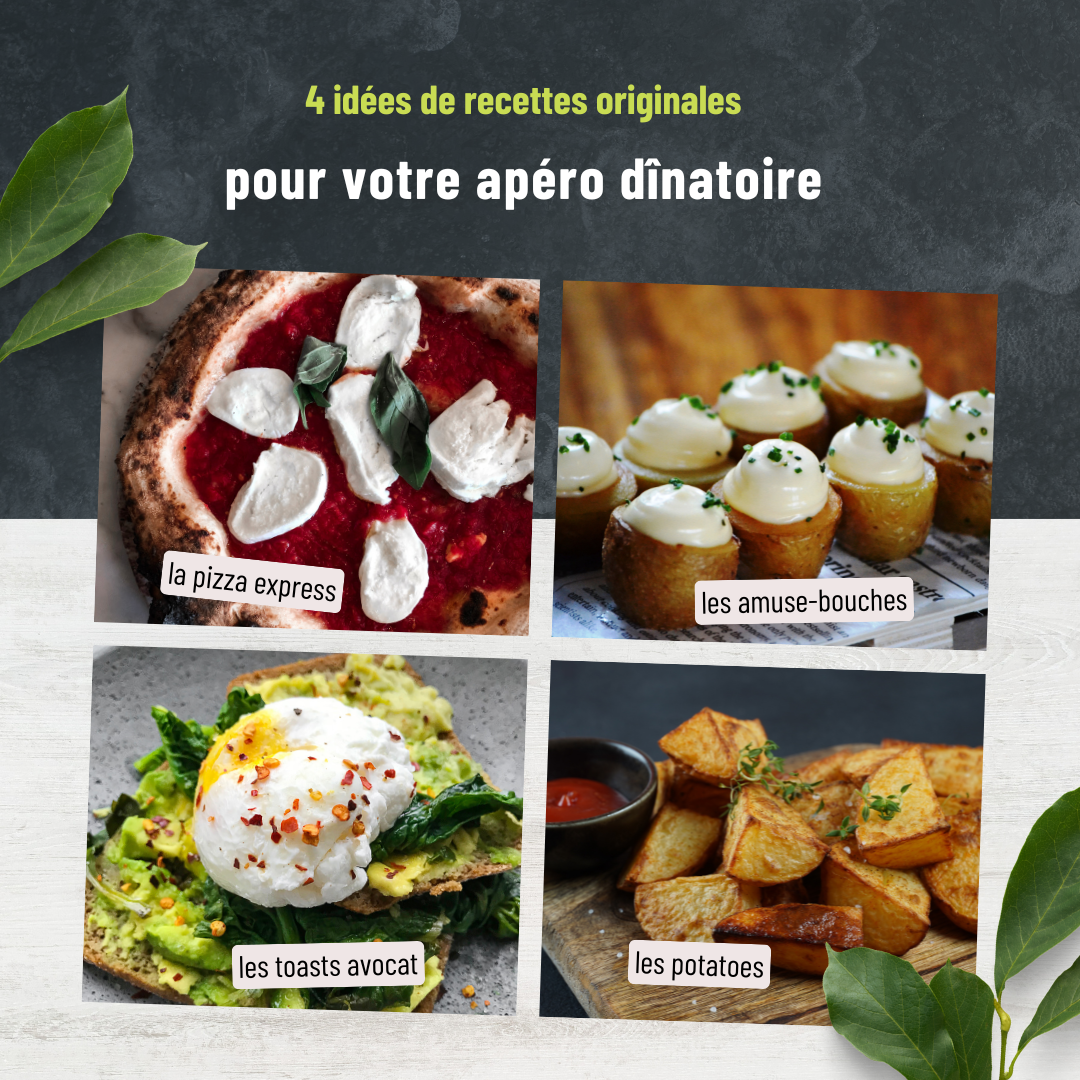 4 idées de recettes originales
pour votre apéro dînatoire
la pizza express
les amuse-bouches
les toasts avocat
les potatoes